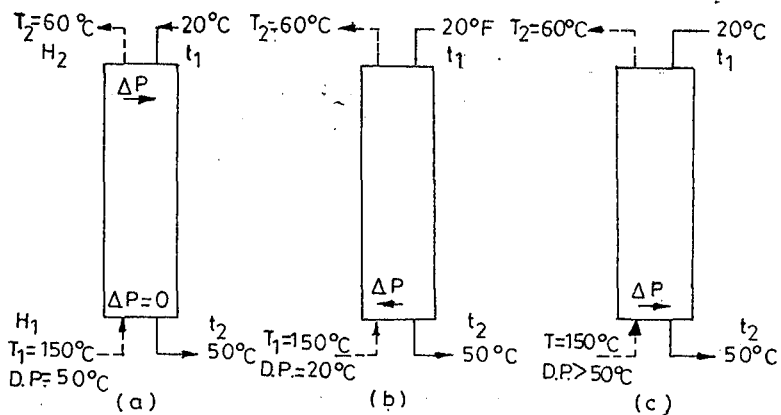 T₂=60 °C
20°C
H₂
t₁
ΔP
ΔP=0
H₁
T₁=150°C
D.P=50°C
t₂
50°C
(a)
T₂=60°C
20°F
t₁
ΔP
T₁=150°C
D.P.=20°C
t₂
50°C
(b)
T₂=60°C
20°C
t₁
ΔP
T=150°C
D.P.>50°C
t₂
50°C
(c)